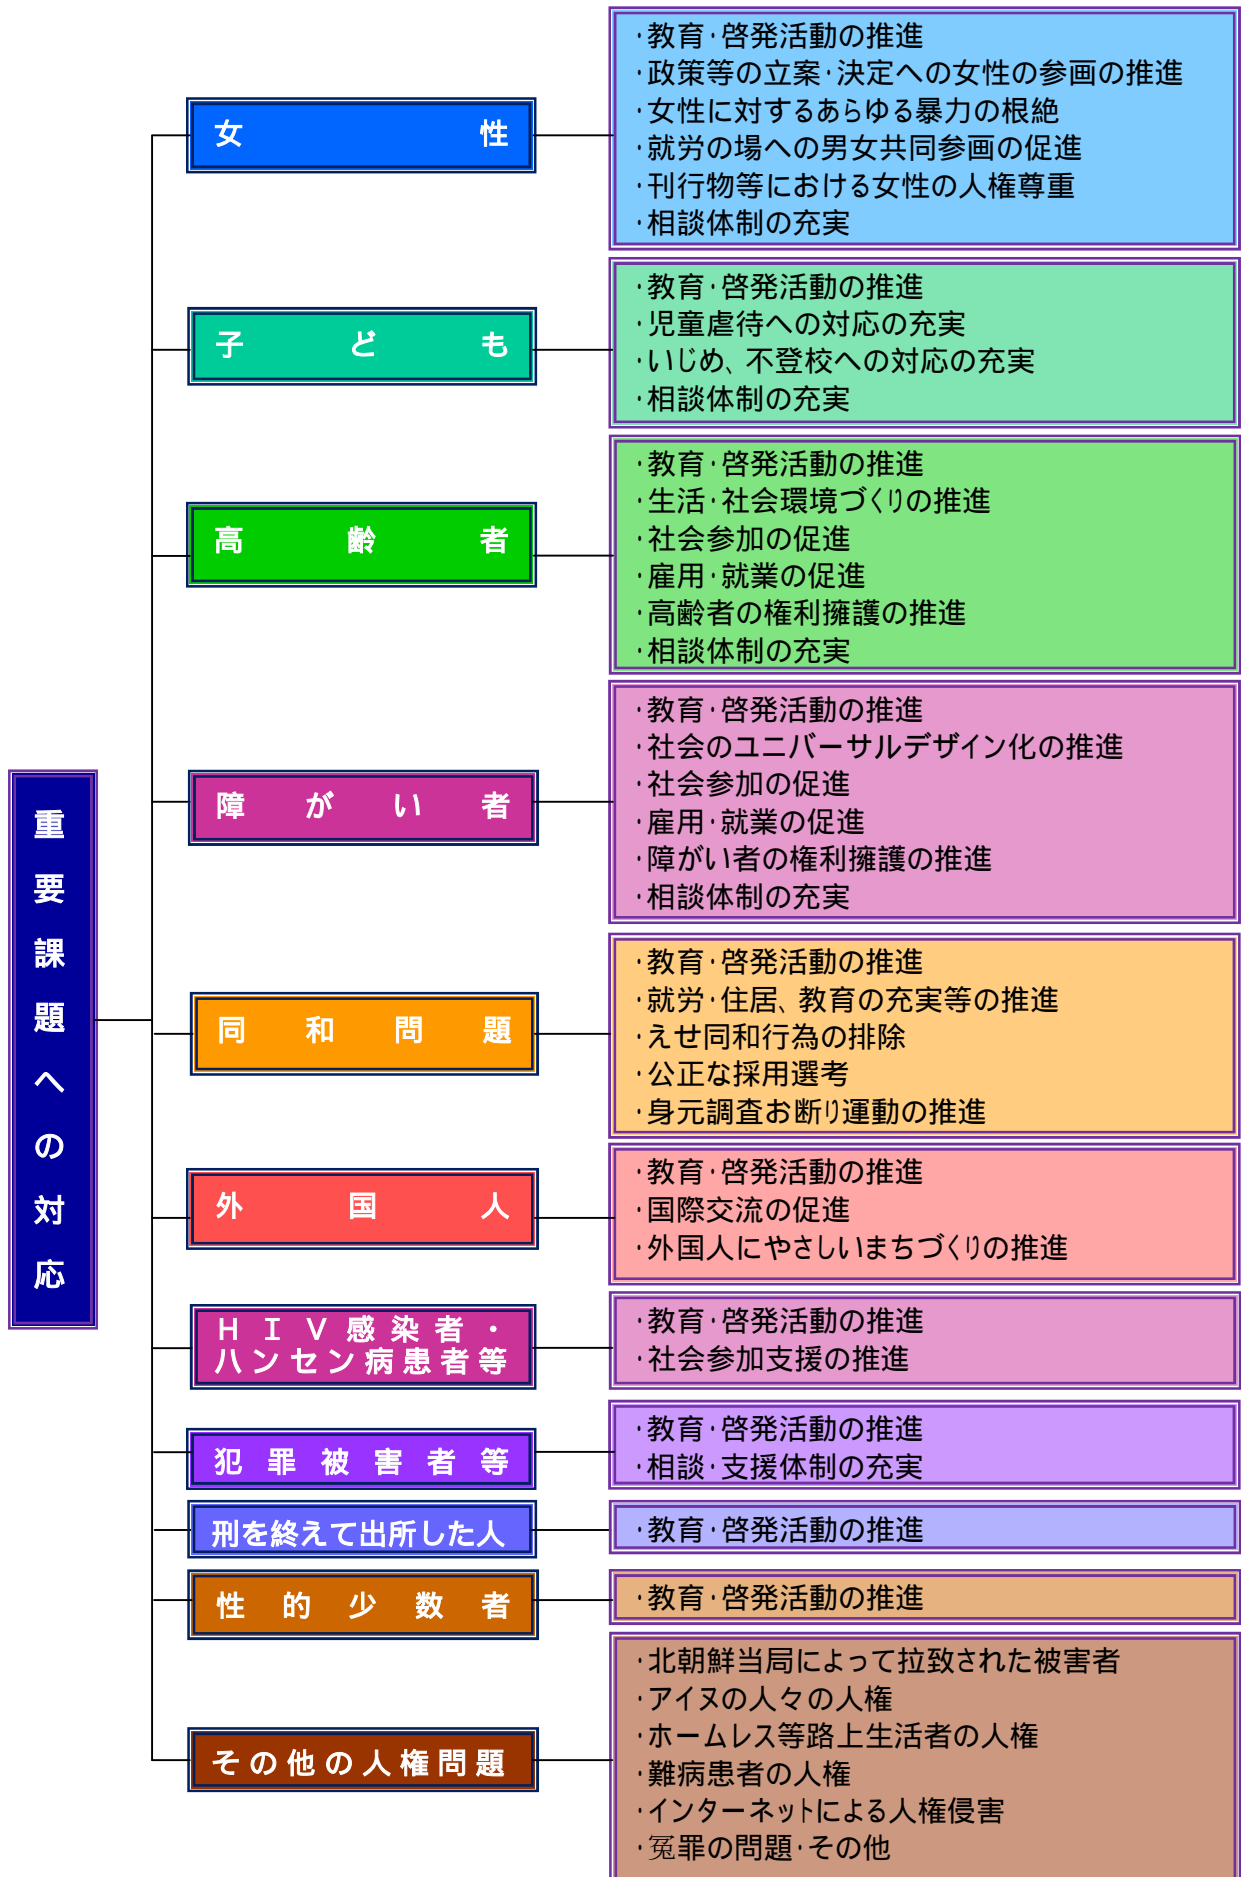 重要課題への対応
女性
・教育・啓発活動の推進
・政策等の立案・決定への女性の参画の推進
・女性に対するあらゆる暴力の根絶
・就労の場への男女共同参画の促進
・刊行物等における女性の人権尊重
・相談体制の充実
子ども
・教育・啓発活動の推進
・児童虐待への対応の充実
・いじめ、不登校への対応の充実
・相談体制の充実
高齢者
・教育・啓発活動の推進
・生活・社会環境づくりの推進
・社会参加の促進
・雇用・就業の促進
・高齢者の権利擁護の推進
・相談体制の充実
障がい者
・教育・啓発活動の推進
・社会のユニバーサルデザイン化の推進
・社会参加の促進
・雇用・就業の促進
・障がい者の権利擁護の推進
・相談体制の充実
同和問題
・教育・啓発活動の推進
・就労・住居、教育の充実等の推進
・えせ同和行為の排除
・公正な採用選考
・身元調査お断り運動の推進
外国人
・教育・啓発活動の推進
・国際交流の促進
・外国人にやさしいまちづくりの推進
ＨＩＶ感染者・
ハンセン病患者等
・教育・啓発活動の推進
・社会参加支援の推進
犯罪被害者等
・教育・啓発活動の推進
・相談・支援体制の充実
刑を終えて出所した人
・教育・啓発活動の推進
性的少数者
・教育・啓発活動の推進
その他の人権問題
・北朝鮮当局によって拉致された被害者
・アイヌの人々の人権
・ホームレス等路上生活者の人権
・難病患者の人権
・インターネットによる人権侵害
・冤罪の問題・その他